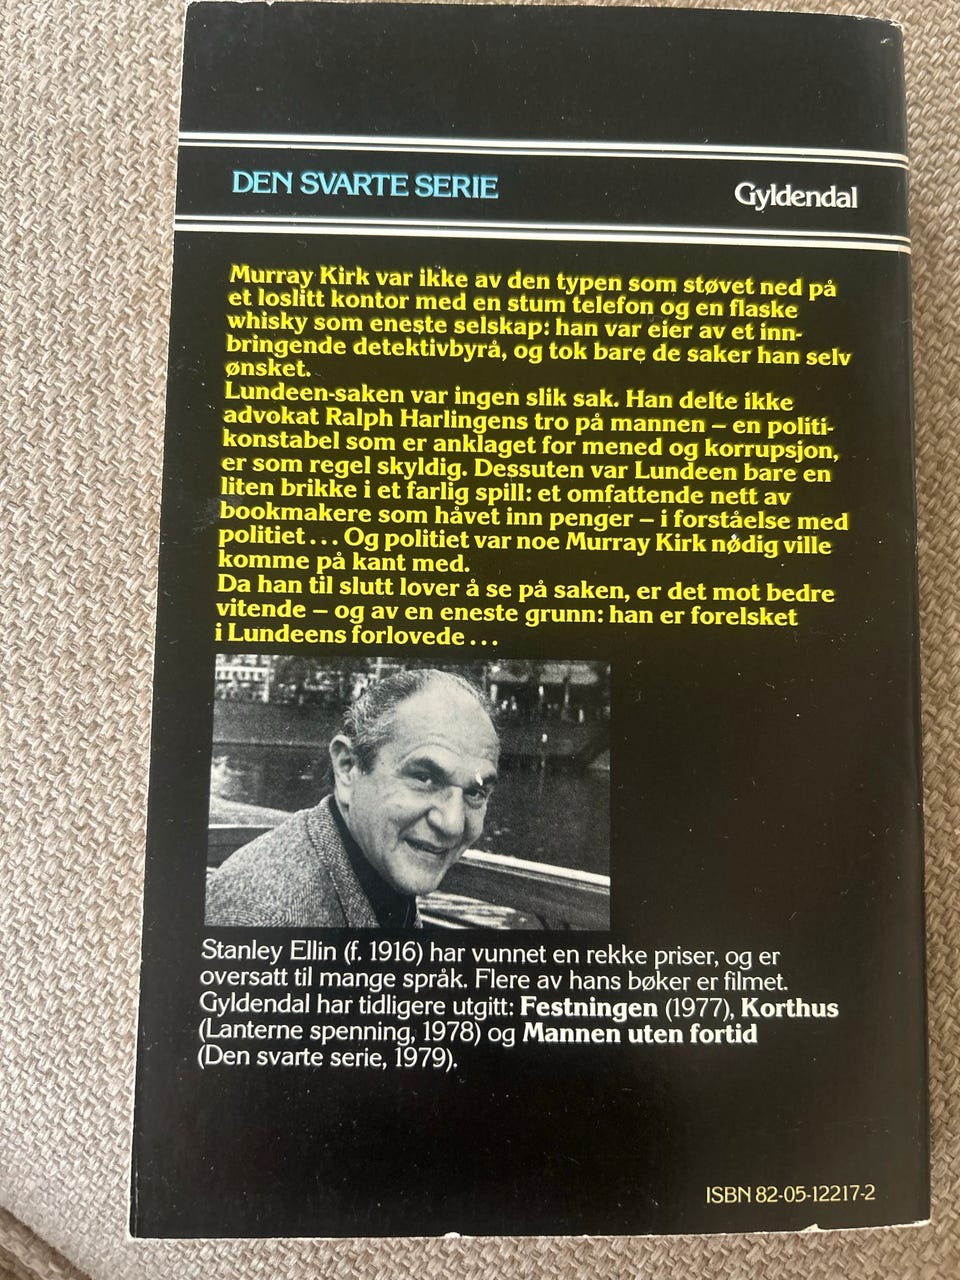 DEN SVARTE SERIE
Gyldendal
Murray Kirk var ikke av den typen som støvet ned på
et loslitt kontor med en stum telefon og en flaske
whisky som eneste selskap: han var eier av et inn-
bringende detektivbyrå, og tok bare de saker han selv
ønsket.
Lundeen-saken var ingen slik sak. Han delte ikke
advokat Ralph Harlingens tro på mannen – en politi-
konstabel som er anklaget for mened og korrupsjon,
er som regel skyldig. Dessuten var Lundeen bare en
liten brikke i et farlig spill: et omfattende nett av
bookmakere som håvet inn penger – i forståelse med
politiet... Og politiet var noe Murray Kirk nødig ville
komme på kant med.
Da han til slutt lover å se på saken, er det mot bedre
vitende – og av en eneste grunn: han er forelsket
i Lundeens forlovede...
Stanley Ellin (f. 1916) har vunnet en rekke priser, og er
oversatt til mange språk. Flere av hans bøker er filmet.
Gyldendal har tidligere utgitt: Festningen (1977), Korthus
(Lanterne spenning, 1978) og Mannen uten fortid
(Den svarte serie, 1979).
ISBN 82-05-12217-2